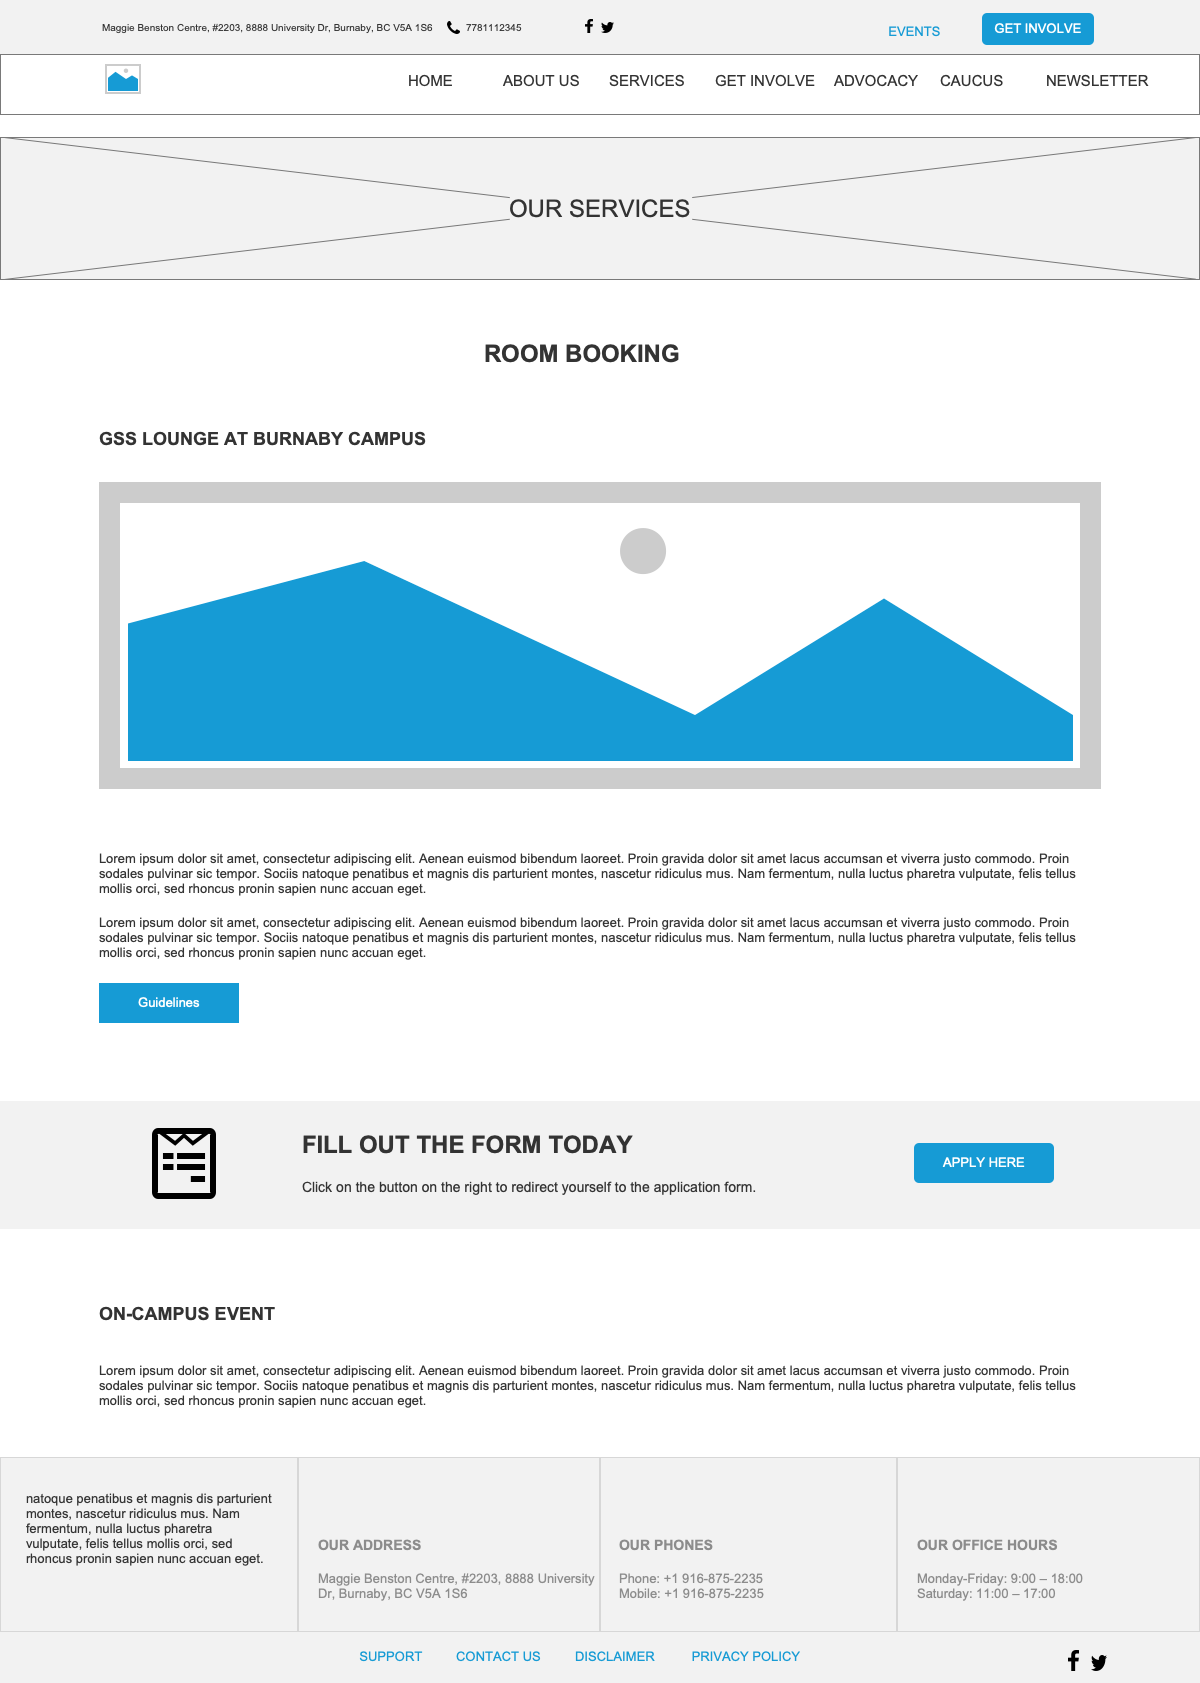 Maggie Benston Centre, #2203, 8888 University Dr, Burnaby, BC V5A 1S6 7781112345 EVENTS GET INVOLVE
HOME ABOUT US SERVICES GET INVOLVE ADVOCACY CAUCUS NEWSLETTER
OUR SERVICES
ROOM BOOKING
GSS LOUNGE AT BURNABY CAMPUS
Lorem ipsum dolor sit amet, consectetur adipiscing elit. Aenean euismod bibendum laoreet. Proin gravida dolor sit amet lacus accumsan et viverra justo commodo. Proin
sodales pulvinar sic tempor. Sociis natoque penatibus et magnis dis parturient montes, nascetur ridiculus mus. Nam fermentum, nulla luctus pharetra vulputate, felis tellus
mollis orci, sed rhoncus pronin sapien nunc accuan eget.
Lorem ipsum dolor sit amet, consectetur adipiscing elit. Aenean euismod bibendum laoreet. Proin gravida dolor sit amet lacus accumsan et viverra justo commodo. Proin
sodales pulvinar sic tempor. Sociis natoque penatibus et magnis dis parturient montes, nascetur ridiculus mus. Nam fermentum, nulla luctus pharetra vulputate, felis tellus
mollis orci, sed rhoncus pronin sapien nunc accuan eget.
Guidelines
FILL OUT THE FORM TODAY
Click on the button on the right to redirect yourself to the application form.
APPLY HERE
ON-CAMPUS EVENT
Lorem ipsum dolor sit amet, consectetur adipiscing elit. Aenean euismod bibendum laoreet. Proin gravida dolor sit amet lacus accumsan et viverra justo commodo. Proin
sodales pulvinar sic tempor. Sociis natoque penatibus et magnis dis parturient montes, nascetur ridiculus mus. Nam fermentum, nulla luctus pharetra vulputate, felis tellus
mollis orci, sed rhoncus pronin sapien nunc accuan eget.
natoque penatibus et magnis dis parturient
montes, nascetur ridiculus mus. Nam
fermentum, nulla luctus pharetra
vulputate, felis tellus mollis orci, sed
rhoncus pronin sapien nunc accuan eget.
OUR ADDRESS
Maggie Benston Centre, #2203, 8888 University
Dr, Burnaby, BC V5A 1S6
OUR PHONES
Phone: +1 916-875-2235
Mobile: +1 916-875-2235
OUR OFFICE HOURS
Monday-Friday: 9:00 – 18:00
Saturday: 11:00 – 17:00
SUPPORT CONTACT US DISCLAIMER PRIVACY POLICY